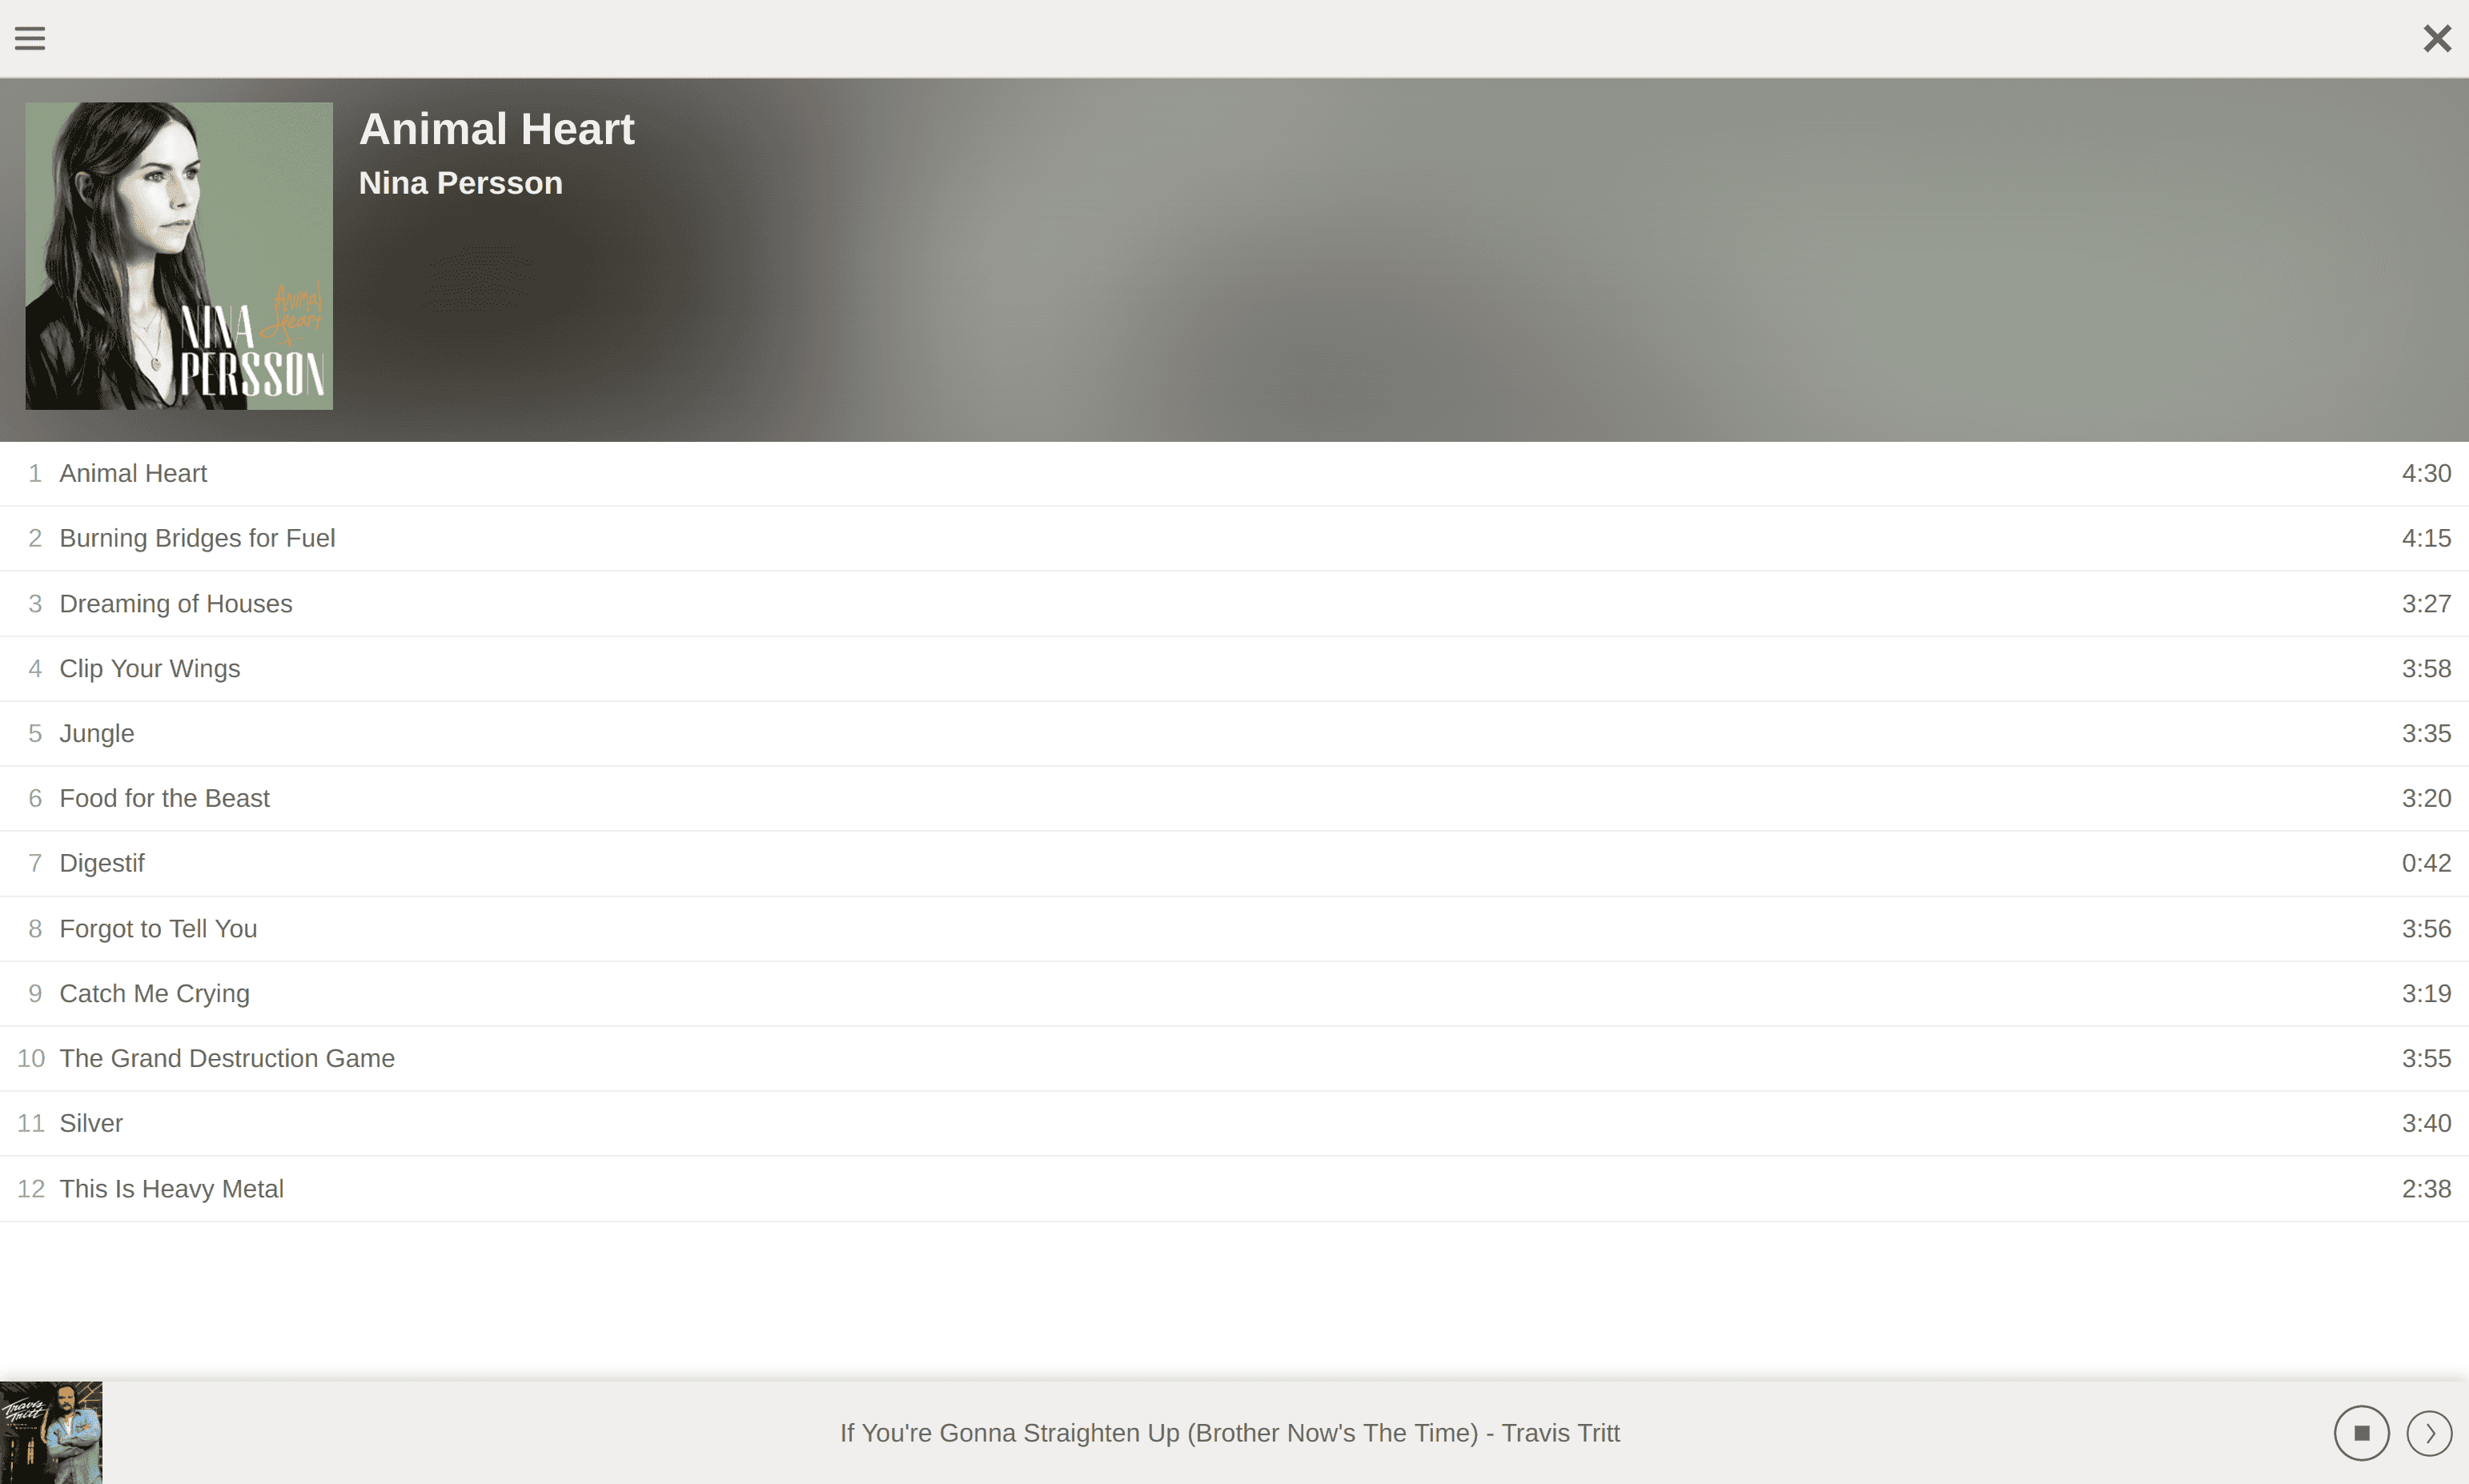 Animal Heart
Nina Persson
Animal
Heart
NINA
PERSSON
1 Animal Heart 4:30
2 Burning Bridges for Fuel 4:15
3 Dreaming of Houses 3:27
4 Clip Your Wings 3:58
5 Jungle 3:35
6 Food for the Beast 3:20
7 Digestif 0:42
8 Forgot to Tell You 3:56
9 Catch Me Crying 3:19
10 The Grand Destruction Game 3:55
11 Silver 3:40
12 This Is Heavy Metal 2:38
Travis
Tritt
If You're Gonna Straighten Up (Brother Now's The Time) - Travis Tritt